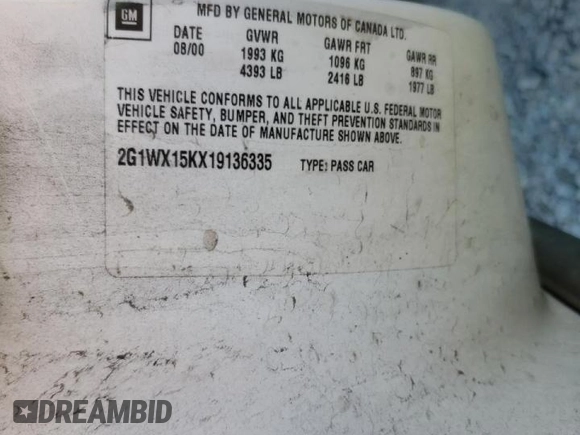 GM
MFD BY GENERAL MOTORS OF CANADA LTD.
DATE GVWR GAWR FRT GAWR RR
08/00 1993 KG 1096 KG 897 KG
4393 LB 2416 LB 1977 LB
THIS VEHICLE CONFORMS TO ALL APPLICABLE U.S. FEDERAL MOTOR
VEHICLE SAFETY, BUMPER, AND THEFT PREVENTION STANDARDS IN
EFFECT ON THE DATE OF MANUFACTURE SHOWN ABOVE.
2G1WX15KX19136335 TYPE: PASS CAR
DREAMBID